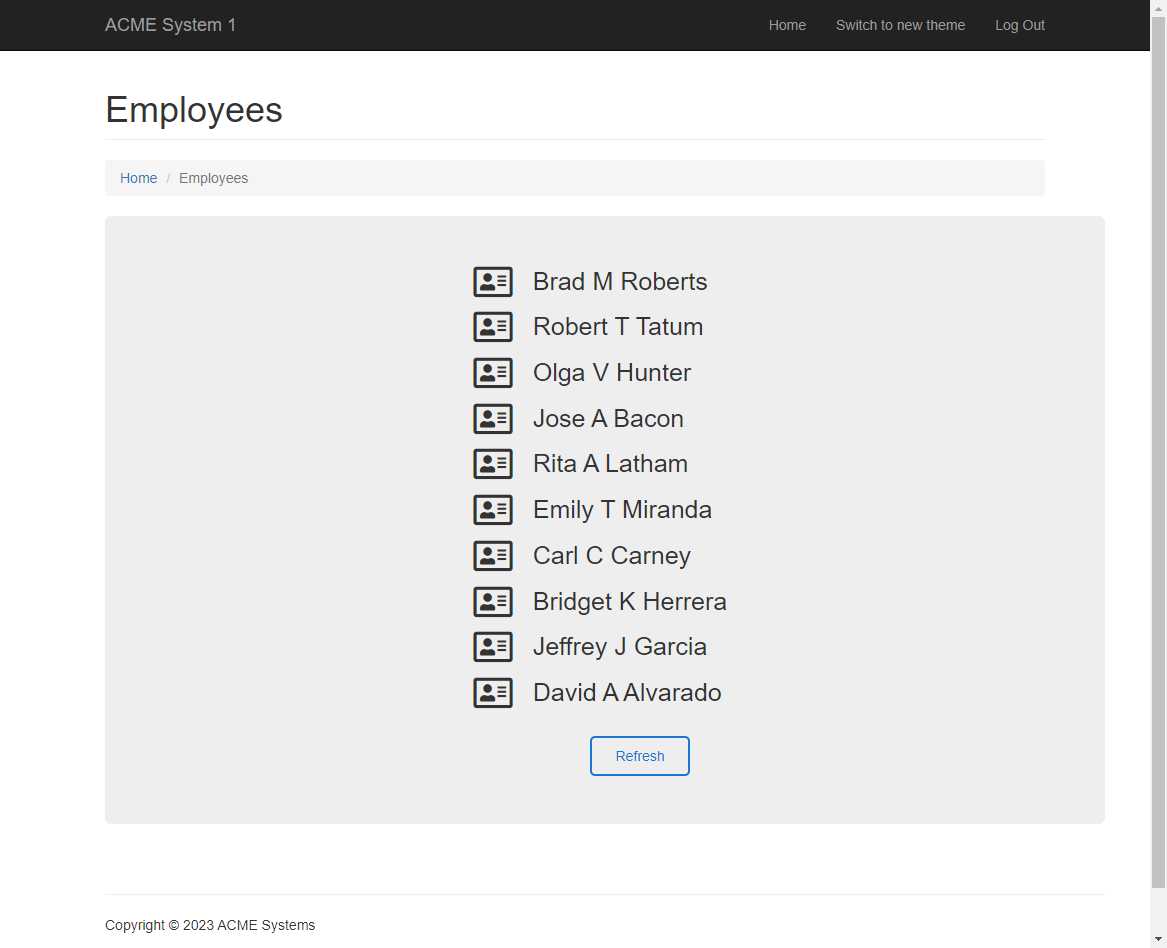 ACME System 1 Home Switch to new theme Log Out
Employees
Home / Employees
Brad M Roberts
Robert T Tatum
Olga V Hunter
Jose A Bacon
Rita A Latham
Emily T Miranda
Carl C Carney
Bridget K Herrera
Jeffrey J Garcia
David A Alvarado
Refresh
Copyright © 2023 ACME Systems